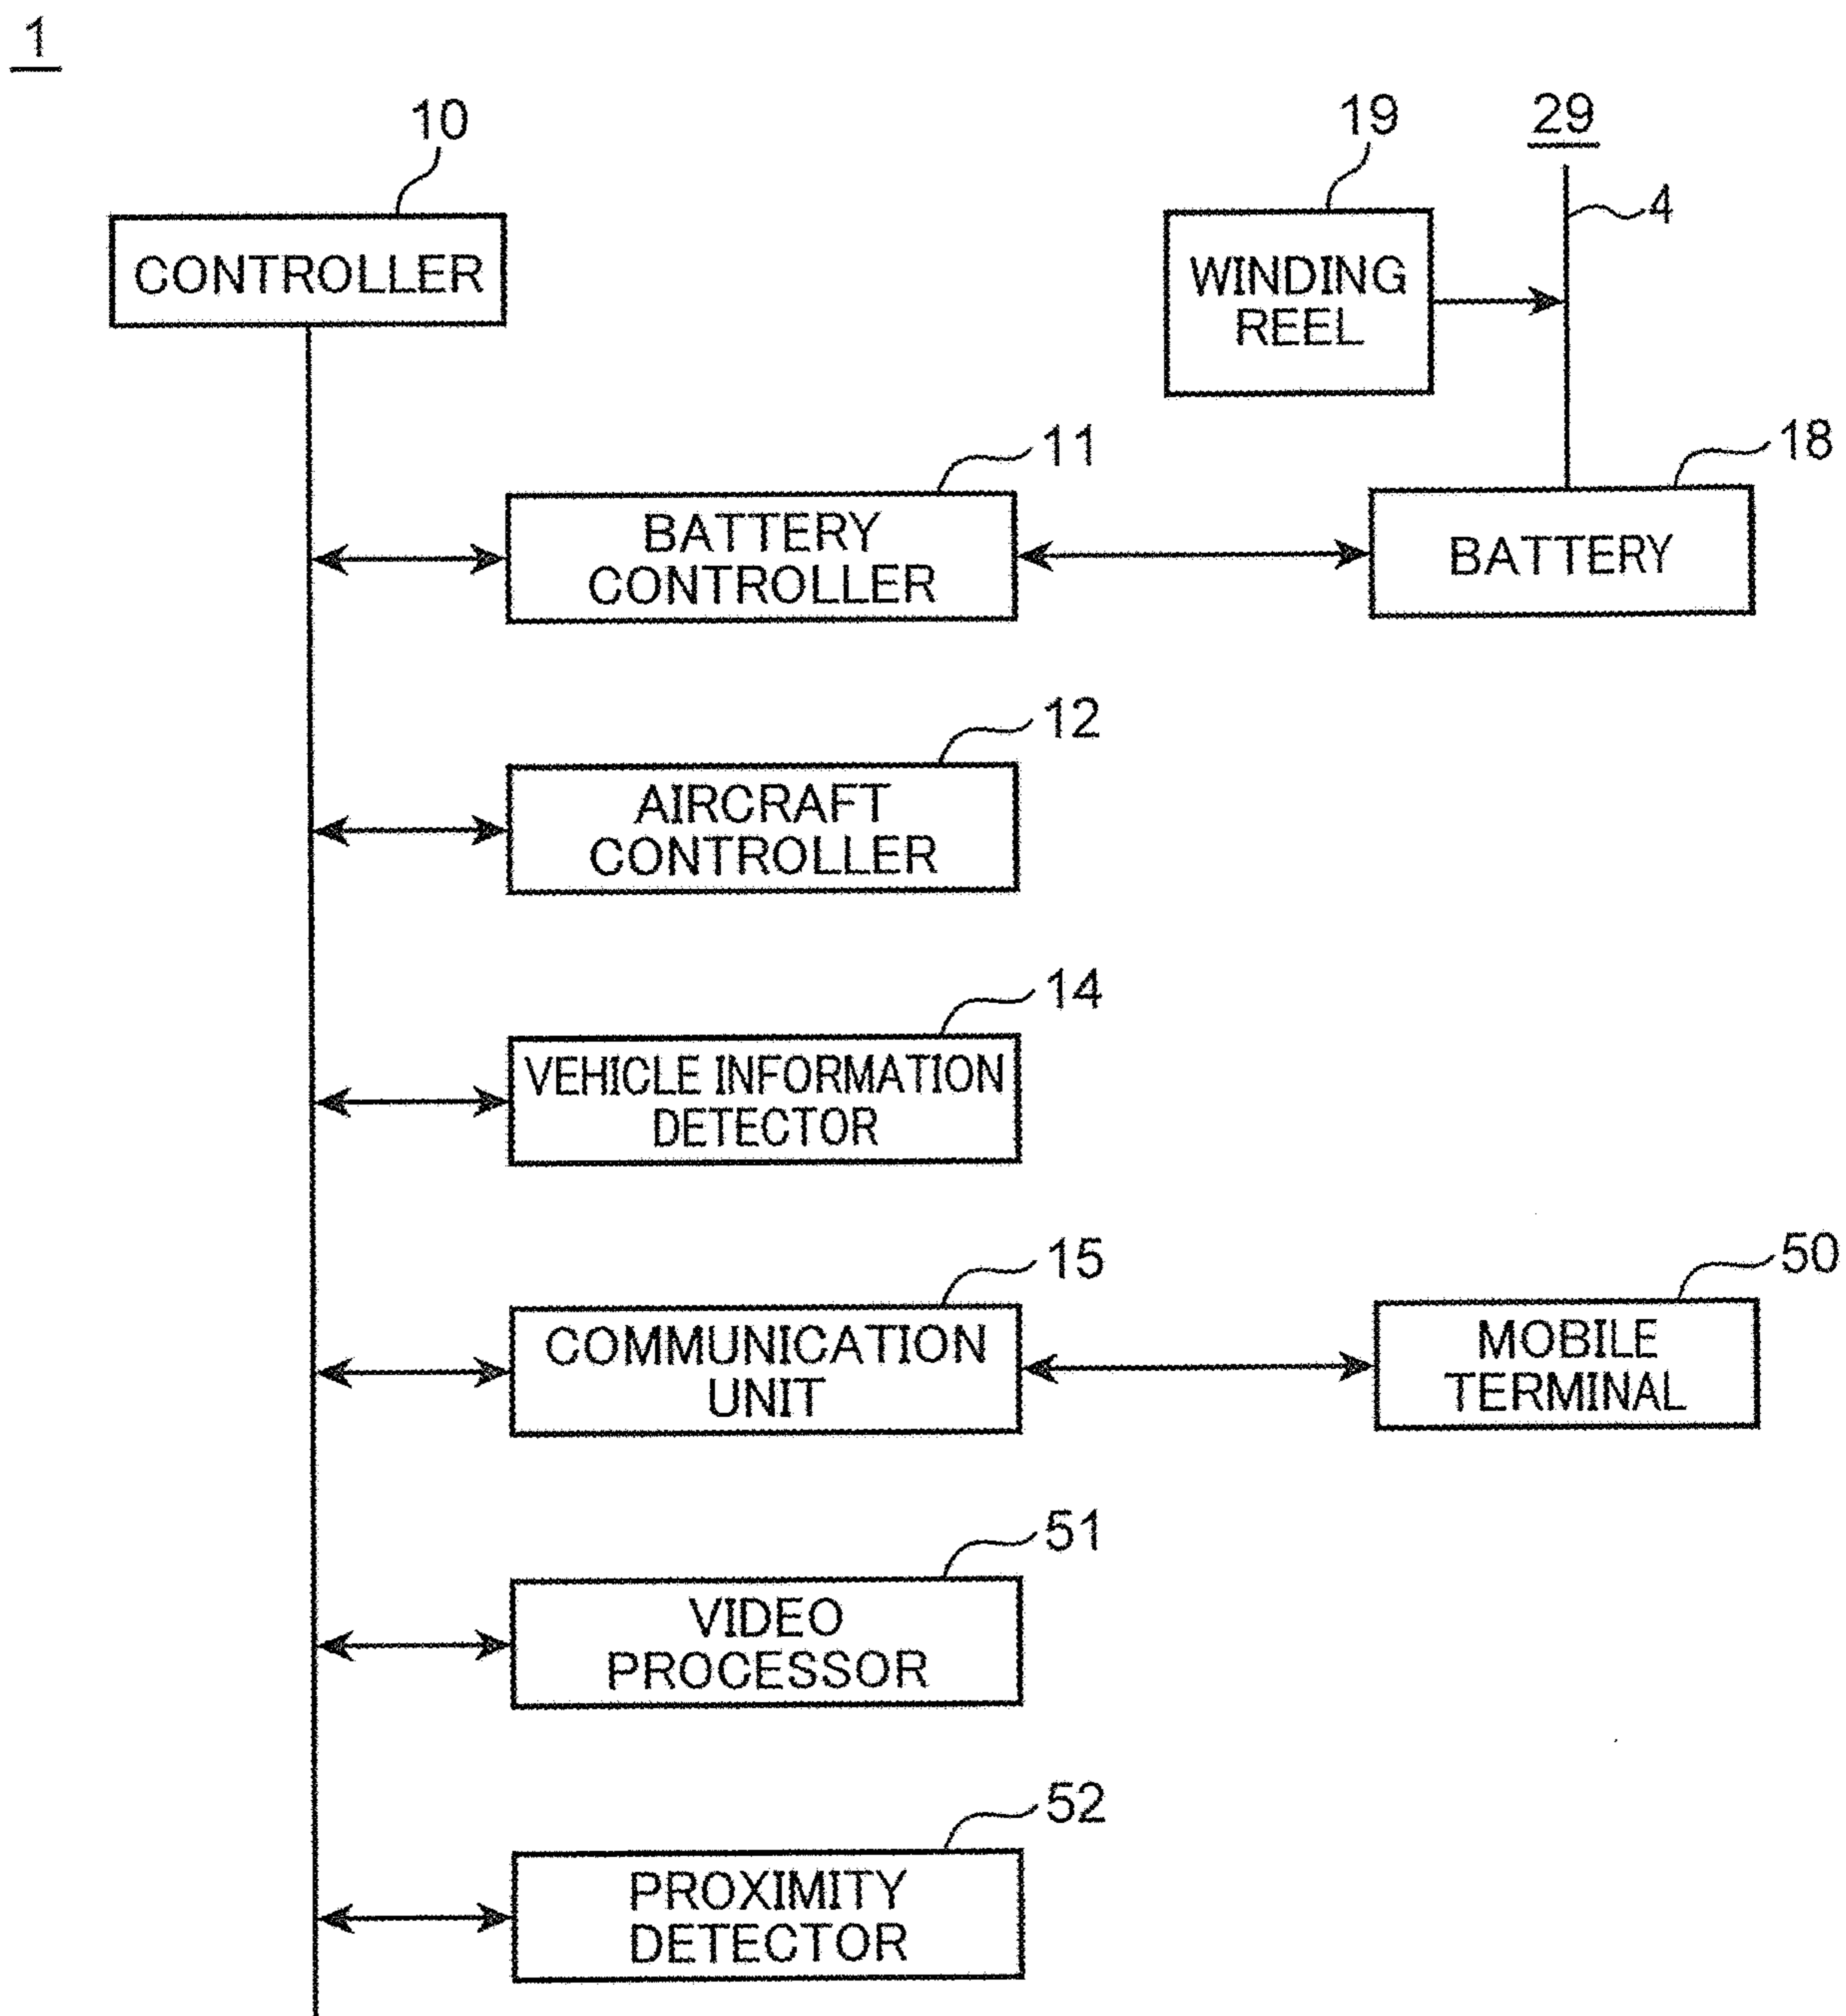 1
10
CONTROLLER
19
29
4
WINDING
REEL
11
18
BATTERY
CONTROLLER
BATTERY
12
AIRCRAFT
CONTROLLER
14
VEHICLE INFORMATION
DETECTOR
15
50
COMMUNICATION
UNIT
MOBILE
TERMINAL
51
VIDEO
PROCESSOR
52
PROXIMITY
DETECTOR